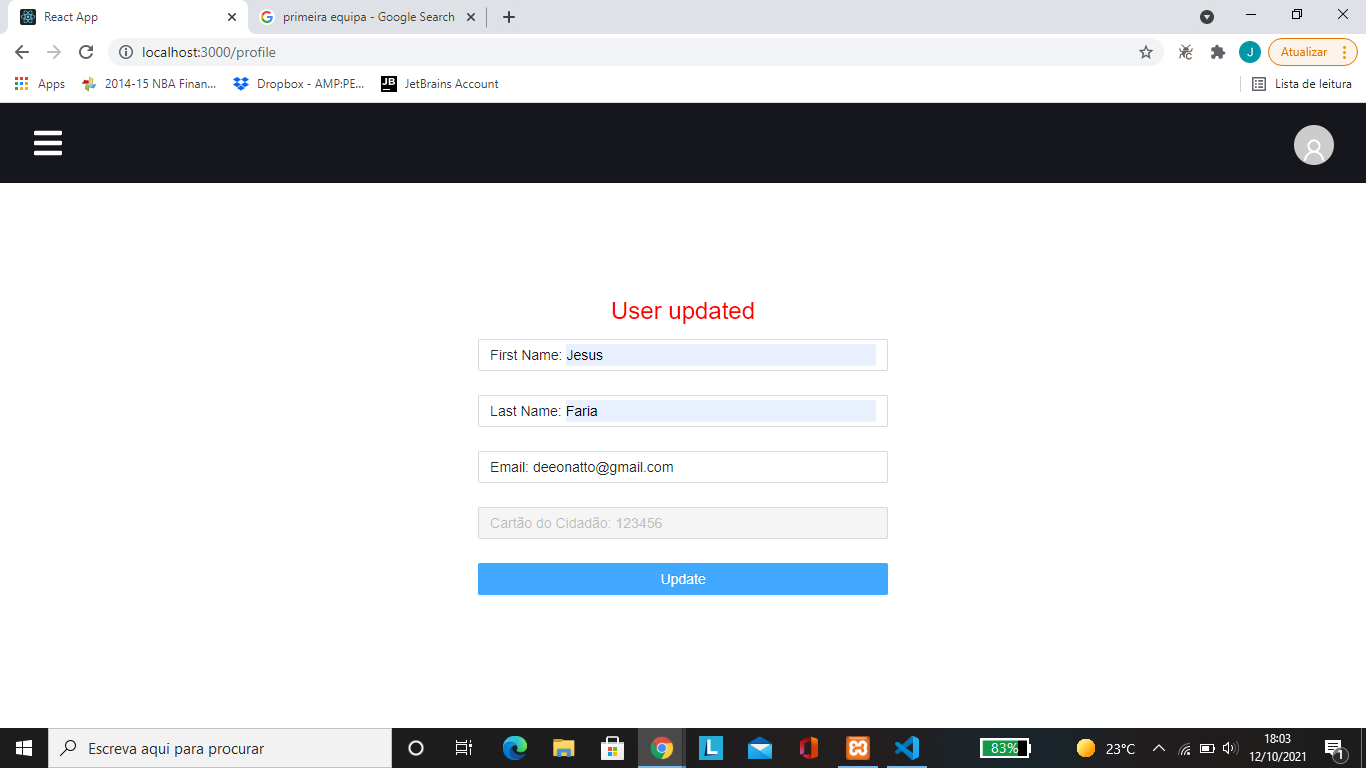 React App
primeira equipa - Google Search
localhost:3000/profile
J
Atualizar
Apps
2014-15 NBA Finan...
Dropbox - AMP:PE...
JB
JetBrains Account
Lista de leitura
User updated
First Name: Jesus
Last Name: Faria
Email: deeonatto@gmail.com
Cartão do Cidadão: 123456
Update
Escreva aqui para procurar
L
83%
23°C
18:03
12/10/2021
1